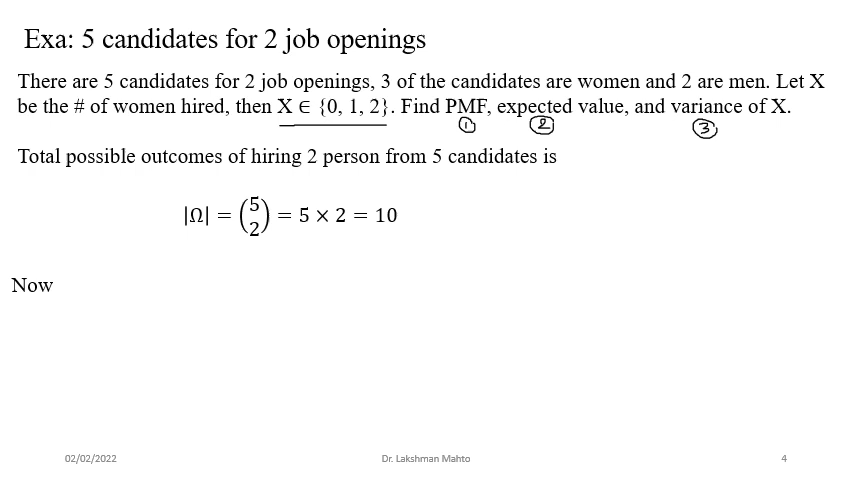 Exa: 5 candidates for 2 job openings
There are 5 candidates for 2 job openings, 3 of the candidates are women and 2 are men. Let X
be the # of women hired, then X ∈ {0, 1, 2}. Find PMF, expected value, and variance of X.
① ② ③
Total possible outcomes of hiring 2 person from 5 candidates is
|Ω| = (5 2) = 5 × 2 = 10
Now
02/02/2022 Dr. Lakshman Mahto 4